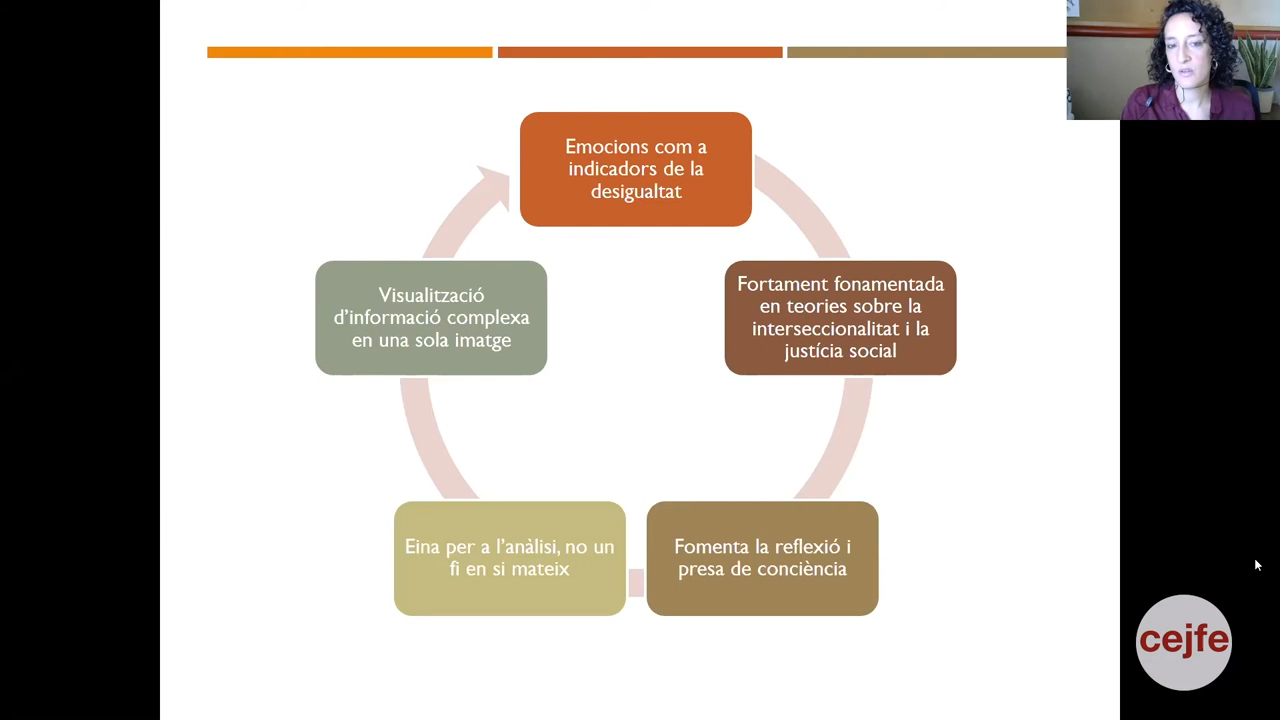 Emocions com a
indicadors de la
desigualtat
Fortament fonamentada
en teories sobre la
interseccionalitat i la
justícia social
Fomenta la reflexió i
presa de conciència
Eina per a l'anàlisi, no un
fi en si mateix
Visualització
d'informació complexa
en una sola imatge
cejfe